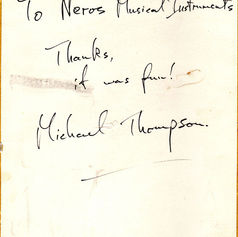 To Neros Musical Instruments
Thanks,
it was fun!
Michael Thompson.